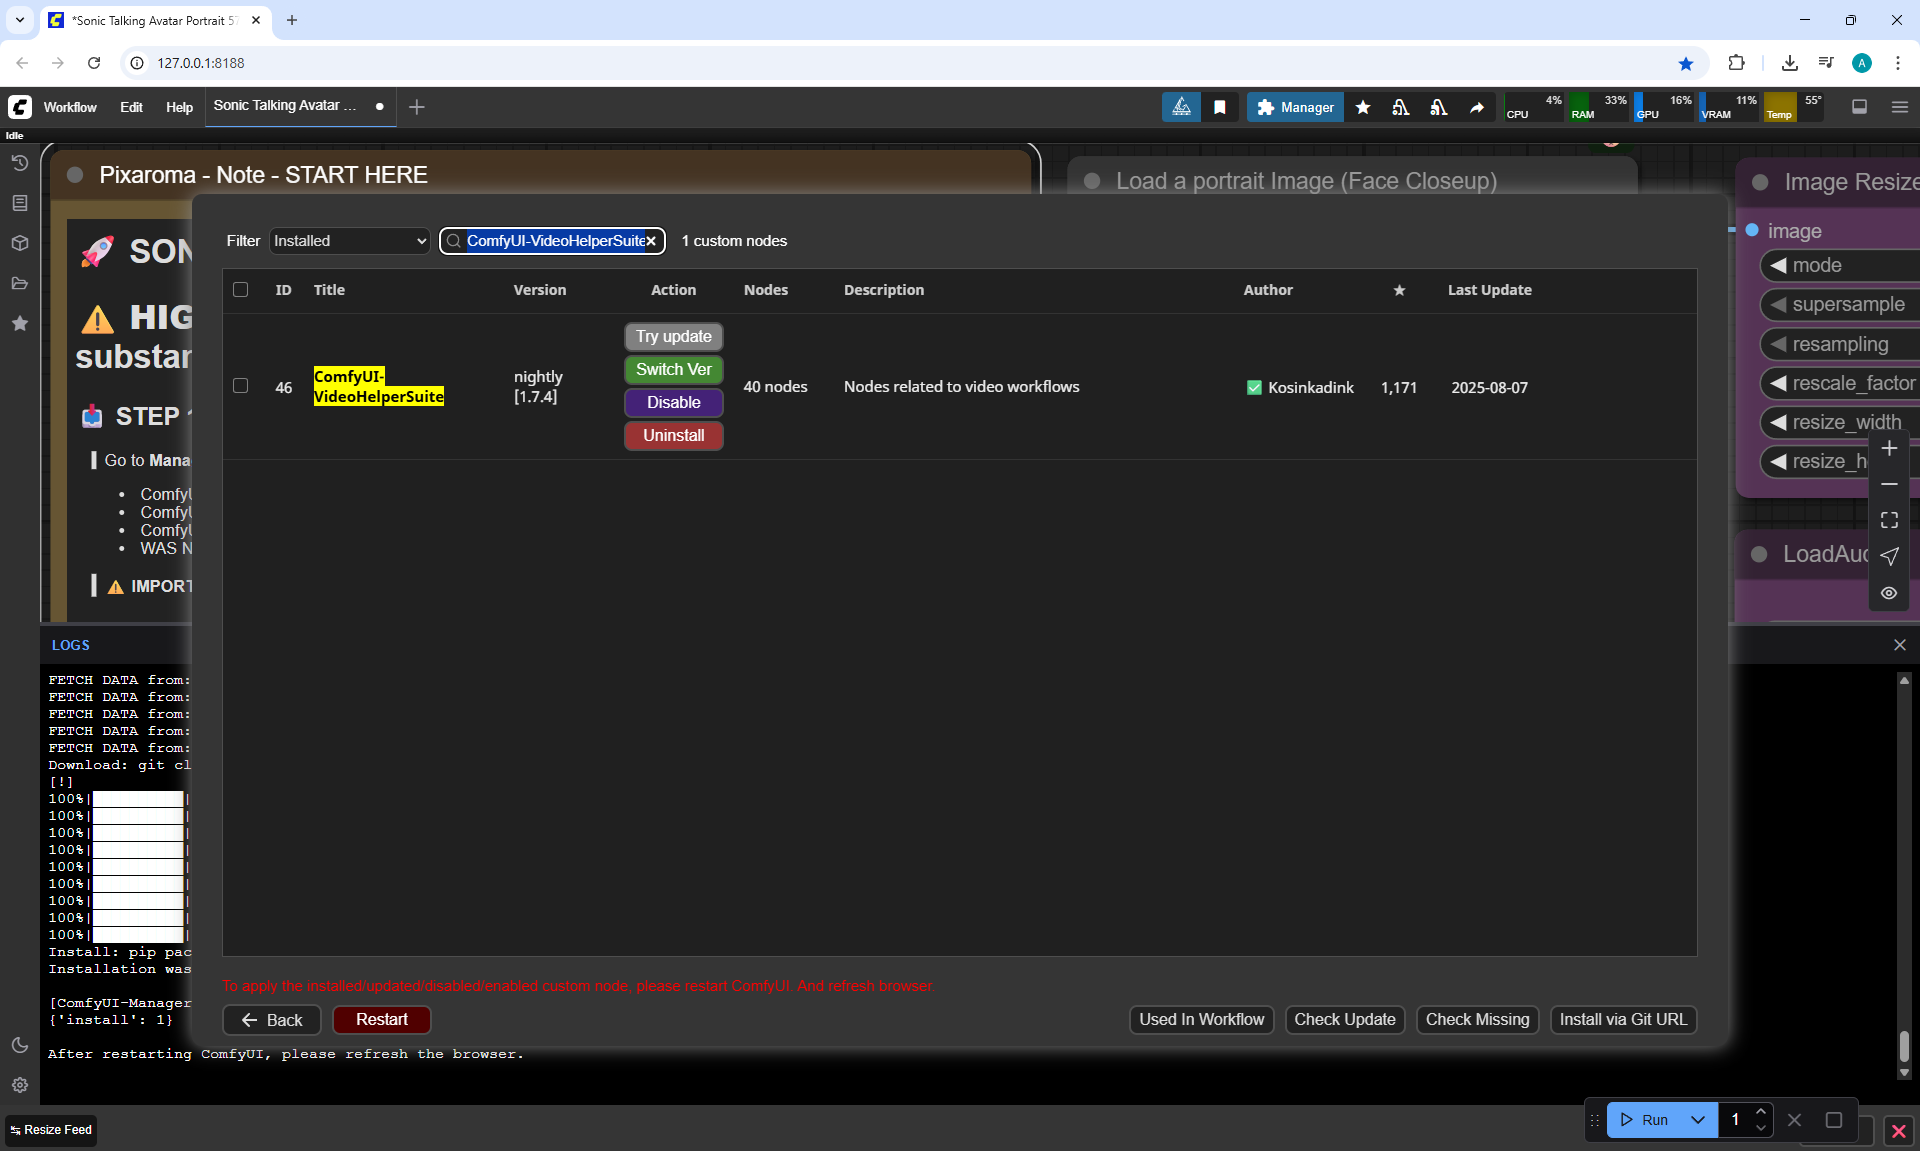 *Sonic Talking Avatar Portrait 57
127.0.0.1:8188
A
Workflow
Edit
Help
Sonic Talking Avatar ...
Manager
CPU 4%
RAM 33%
GPU 16%
VRAM 11%
Temp 55°
Idle
Pixaroma - Note - START HERE
Load a portrait Image (Face Closeup)
Image Resize
image
mode
supersample
resampling
rescale_factor
resize_width
resize_h
LoadAud
SON
HIG
substan
STEP 1
Go to Mana
ComfyU
ComfyU
ComfyU
WAS N
IMPORT
Filter
Installed
ComfyUI-VideoHelperSuite
1 custom nodes
ID
Title
Version
Action
Nodes
Description
Author
★
Last Update
46
ComfyUI-
VideoHelperSuite
nightly
[1.7.4]
Try update
Switch Ver
Disable
Uninstall
40 nodes
Nodes related to video workflows
Kosinkadink
1,171
2025-08-07
To apply the installed/updated/disabled/enabled custom node, please restart ComfyUI. And refresh browser.
Back
Restart
Used In Workflow
Check Update
Check Missing
Install via Git URL
LOGS
FETCH DATA from:
FETCH DATA from:
FETCH DATA from:
FETCH DATA from:
FETCH DATA from:
Download: git cl
[!]
100%|
100%|
100%|
100%|
100%|
100%|
100%|
100%|
100%|
Install: pip pac
Installation was
[ComfyUI-Manager
{'install': 1}
After restarting ComfyUI, please refresh the browser.
Resize Feed
Run
1